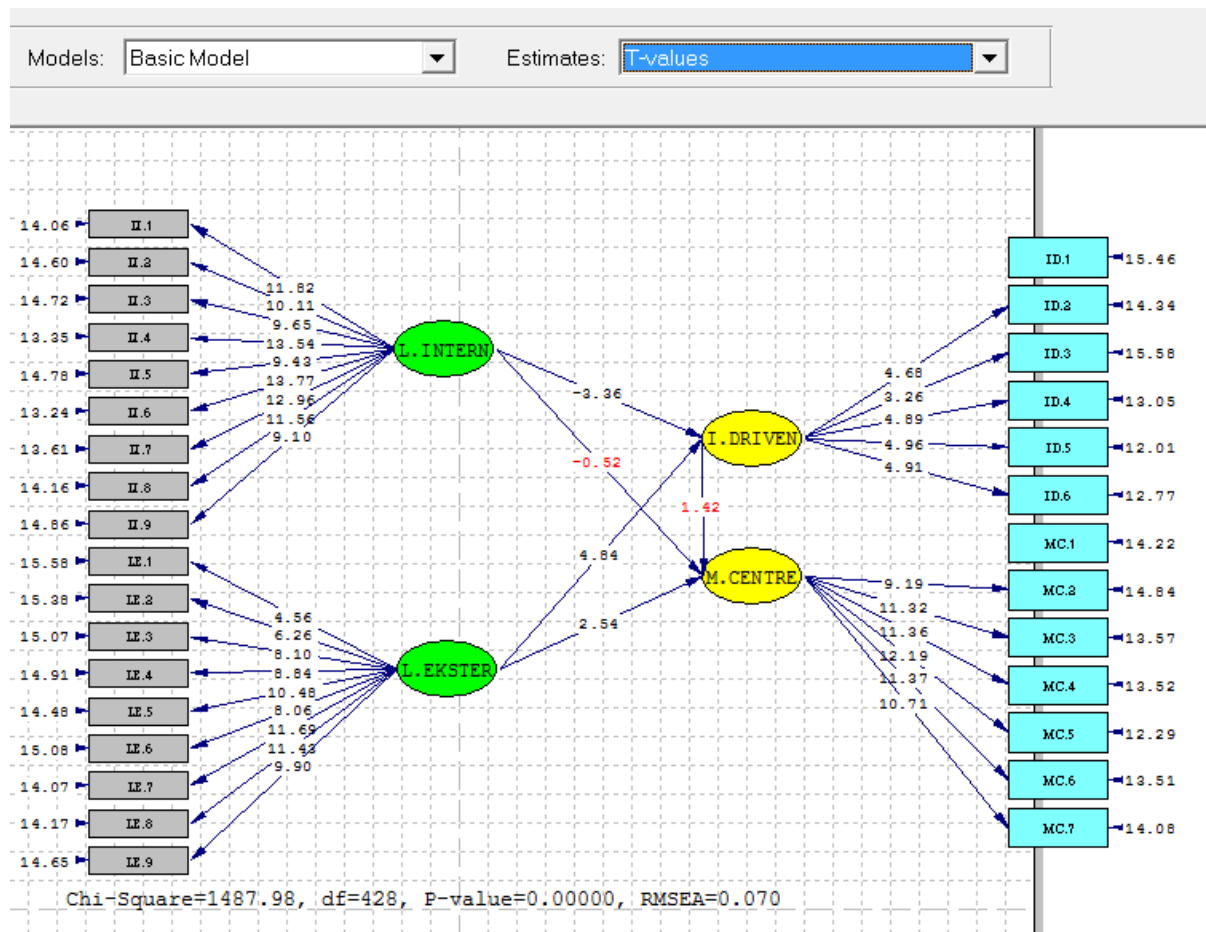 Models: Basic Model Estimates: T-values
14.06 II.1
14.60 II.2
14.72 II.3
13.35 II.4
14.78 II.5
13.24 II.6
13.61 II.7
14.16 II.8
14.86 II.9
15.58 LE.1
15.38 LE.2
15.07 LE.3
14.91 LE.4
14.48 LE.5
15.08 LE.6
14.07 LE.7
14.17 LE.8
14.65 LE.9
11.82
10.11
9.65
13.54
9.43
13.77
12.96
11.56
9.10
4.56
6.26
8.10
8.84
10.48
8.06
11.69
11.43
9.90
L.INTERN
L.EKSTER
-3.36
-0.52
4.84
2.54
1.42
I.DRIVEN
M.CENTRE
4.68
3.26
4.89
4.96
4.91
9.19
11.32
11.36
12.19
11.37
10.71
ID.1 15.46
ID.2 14.34
ID.3 15.58
ID.4 13.05
ID.5 12.01
ID.6 12.77
MC.1 14.22
MC.2 14.84
MC.3 13.57
MC.4 13.52
MC.5 12.29
MC.6 13.51
MC.7 14.08
Chi-Square=1487.98, df=428, P-value=0.00000, RMSEA=0.070